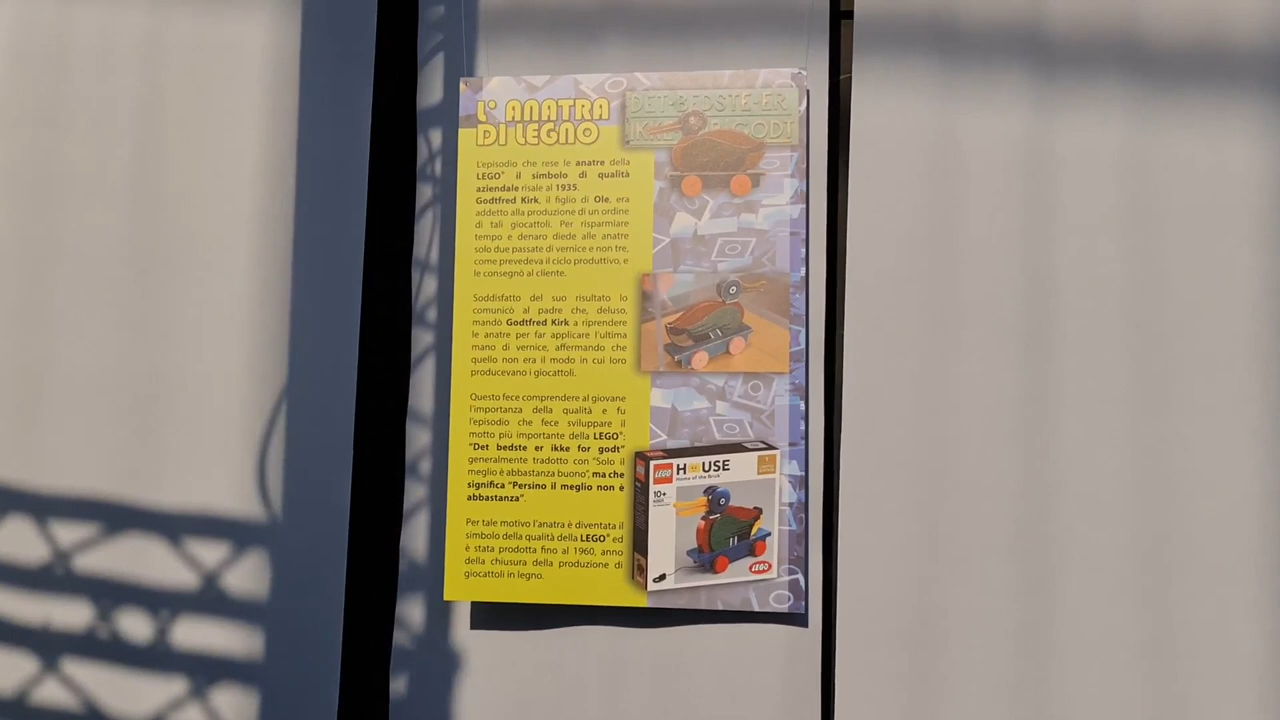 L' ANATRA
DI LEGNO
L'episodio che rese le anatre della
LEGO® il simbolo di qualità
aziendale risale al 1935.
Godtfred Kirk, il figlio di Ole, era
addetto alla produzione di un ordine
di tali giocattoli. Per risparmiare
tempo e denaro diede alle anatre
solo due passate di vernice e non tre,
come prevedeva il ciclo produttivo, e
le consegnò al cliente.
Soddisfatto del suo risultato lo
comunicò al padre che, deluso,
mandò Godtfred Kirk a riprendere
le anatre per far applicare l'ultima
mano di vernice, affermando che
quello non era il modo in cui loro
producevano i giocattoli.
Questo fece comprendere al giovane
l'importanza della qualità e fu
l'episodio che fece sviluppare il
motto più importante della LEGO®:
"Det bedste er ikke for godt"
generalmente tradotto con "Solo il
meglio è abbastanza buono", ma che
significa "Persino il meglio non è
abbastanza".
Per tale motivo l'anatra è diventata il
simbolo della qualità della LEGO® ed
è stata prodotta fino al 1960, anno
della chiusura della produzione di
giocattoli in legno.
DET·BEDSTE·ER
IKKE GODT
LEGO HOUSE
Home of the Brick
10+
LEGO